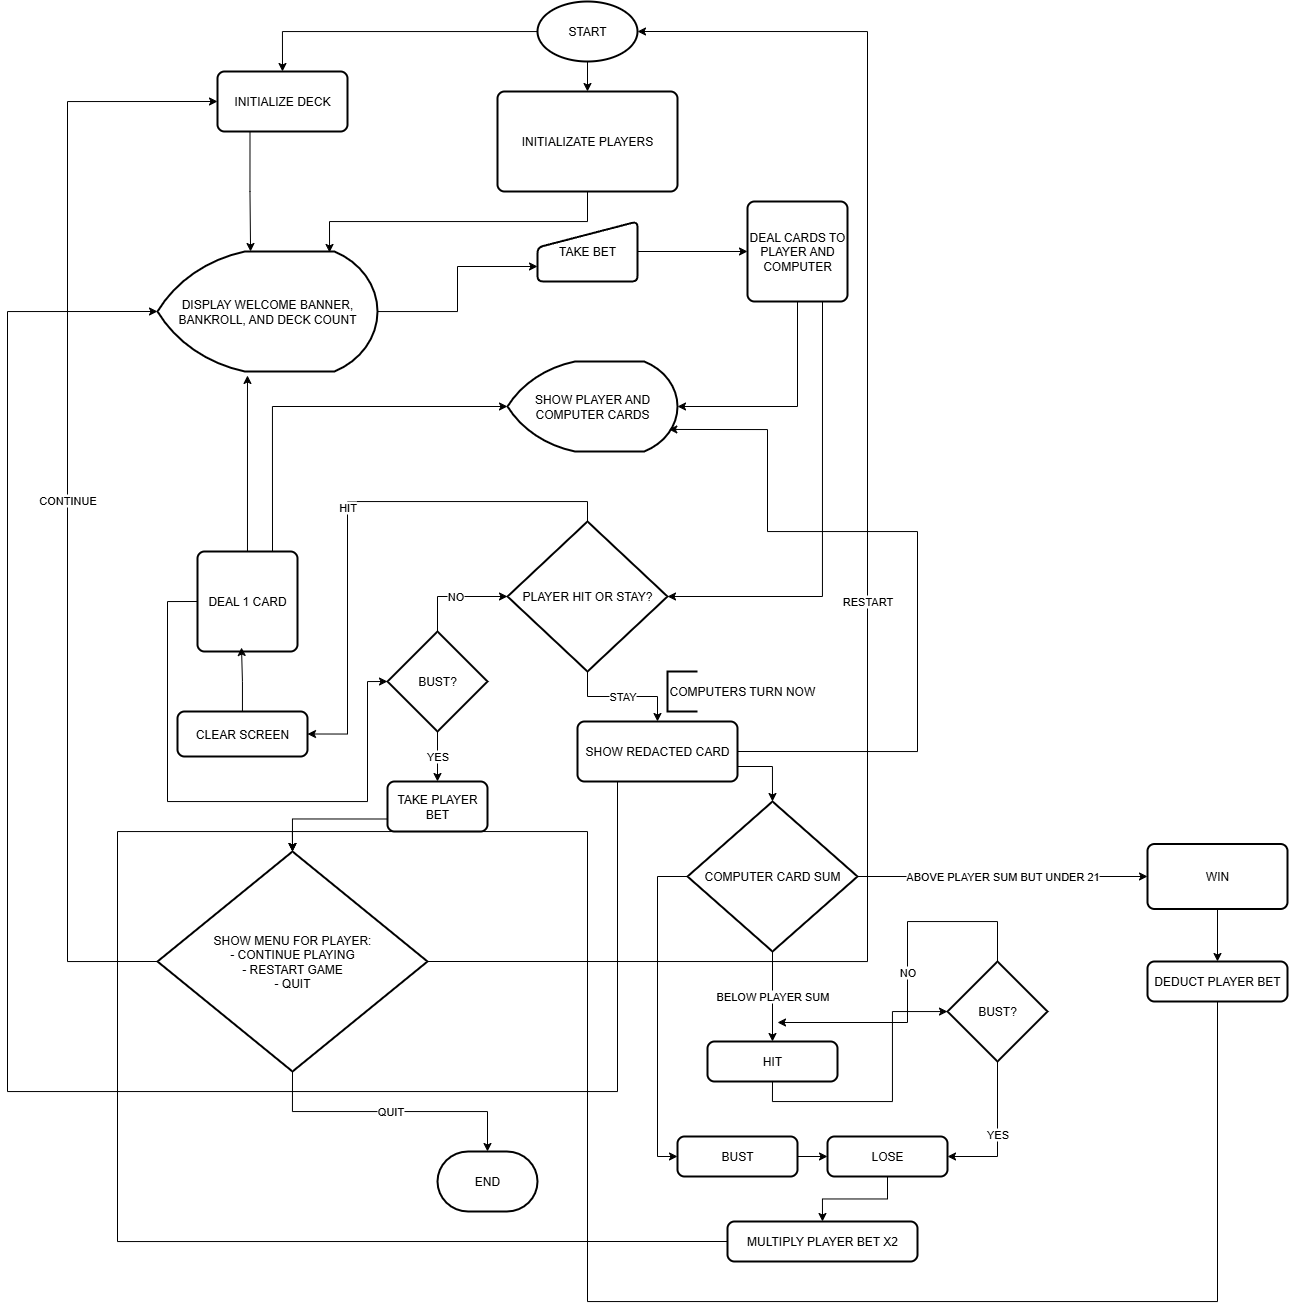 START
INITIALIZE DECK
INITIALIZATE PLAYERS
TAKE BET
DEAL CARDS TO
PLAYER AND
COMPUTER
DISPLAY WELCOME BANNER,
BANKROLL, AND DECK COUNT
SHOW PLAYER AND
COMPUTER CARDS
CONTINUE
HIT
PLAYER HIT OR STAY?
NO
DEAL 1 CARD
RESTART
BUST?
COMPUTERS TURN NOW
STAY
CLEAR SCREEN
SHOW REDACTED CARD
YES
TAKE PLAYER
BET
COMPUTER CARD SUM
ABOVE PLAYER SUM BUT UNDER 21
WIN
SHOW MENU FOR PLAYER:
- CONTINUE PLAYING
- RESTART GAME
- QUIT
NO
DEDUCT PLAYER BET
BELOW PLAYER SUM
BUST?
HIT
QUIT
YES
BUST
LOSE
END
MULTIPLY PLAYER BET X2